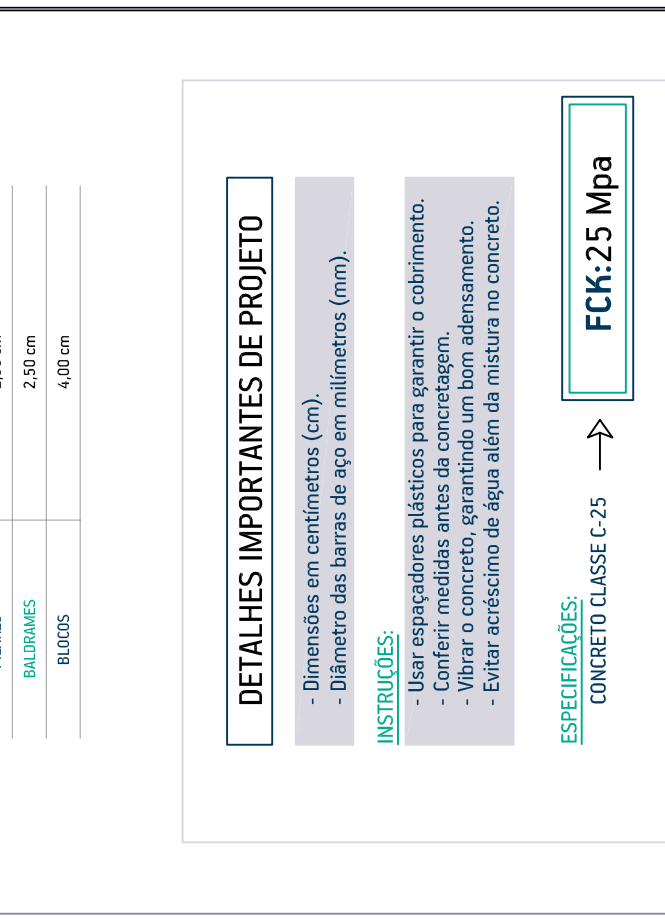 BALDRAMES 2,50 cm
BLOCOS 4,00 cm
DETALHES IMPORTANTES DE PROJETO
- Dimensões em centímetros (cm).
- Diâmetro das barras de aço em milímetros (mm).
INSTRUÇÕES:
- Usar espaçadores plásticos para garantir o cobrimento.
- Conferir medidas antes da concretagem.
- Vibrar o concreto, garantindo um bom adensamento.
- Evitar acréscimo de água além da mistura no concreto.
ESPECIFICAÇÕES:
CONCRETO CLASSE C-25
FCK:25 Mpa